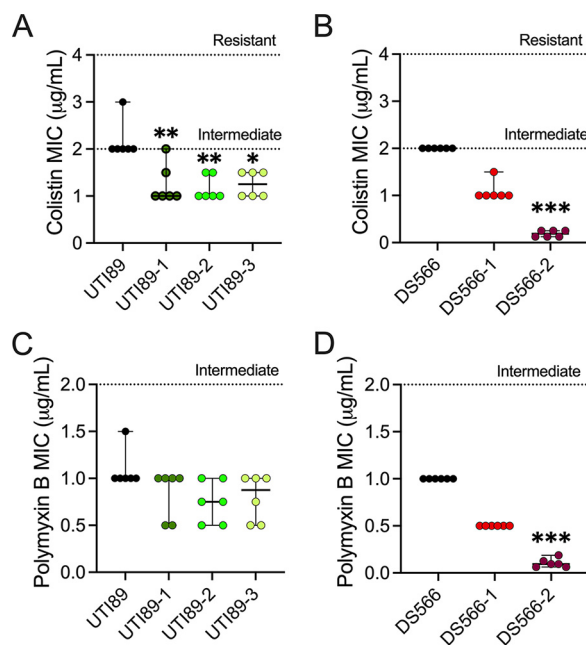 A
Colistin MIC (μg/mL)
4
3
2
1
0
Resistant
Intermediate
**
**
*
UTI89
UTI89-1
UTI89-2
UTI89-3
B
Colistin MIC (μg/mL)
4
3
2
1
0
Resistant
Intermediate
***
DS566
DS566-1
DS566-2
C
Polymyxin B MIC (μg/mL)
2.0
1.5
1.0
0.5
0.0
Intermediate
UTI89
UTI89-1
UTI89-2
UTI89-3
D
Polymyxin B MIC (μg/mL)
2.0
1.5
1.0
0.5
0.0
Intermediate
***
DS566
DS566-1
DS566-2